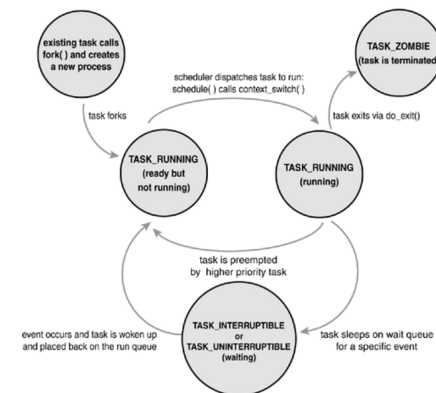 existing task calls
fork( ) and creates
a new process
TASK_ZOMBIE
(task is terminated)
scheduler dispatches task to run:
schedule( ) calls context_switch( )
task forks
task exits via do_exit()
TASK_RUNNING
(ready but
not running)
TASK_RUNNING
(running)
task is preempted
by higher priority task
TASK_INTERRUPTIBLE
or
TASK_UNINTERRUPTIBLE
(waiting)
event occurs and task is woken up
and placed back on the run queue
task sleeps on wait queue
for a specific event